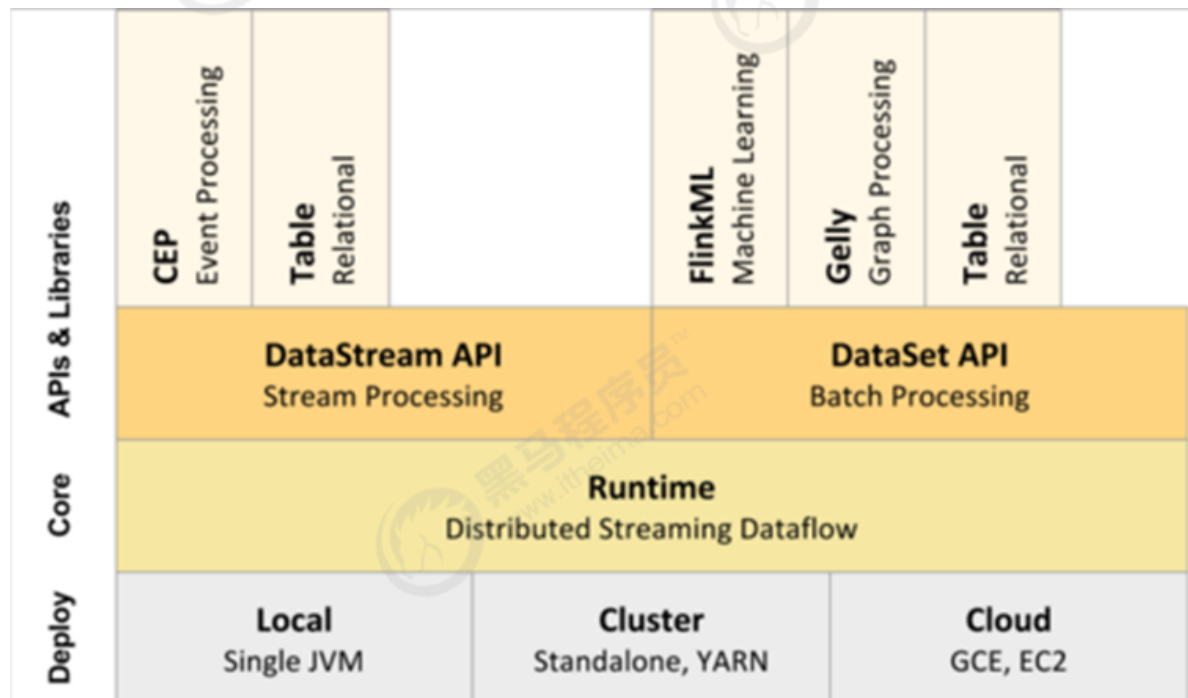 APIs & Libraries
CEP
Event Processing
Table
Relational
FlinkML
Machine Learning
Gelly
Graph Processing
Table
Relational
DataStream API
Stream Processing
DataSet API
Batch Processing
Core
Runtime
Distributed Streaming Dataflow
Deploy
Local
Single JVM
Cluster
Standalone, YARN
Cloud
GCE, EC2
黑马程序员™
www.itheima.com